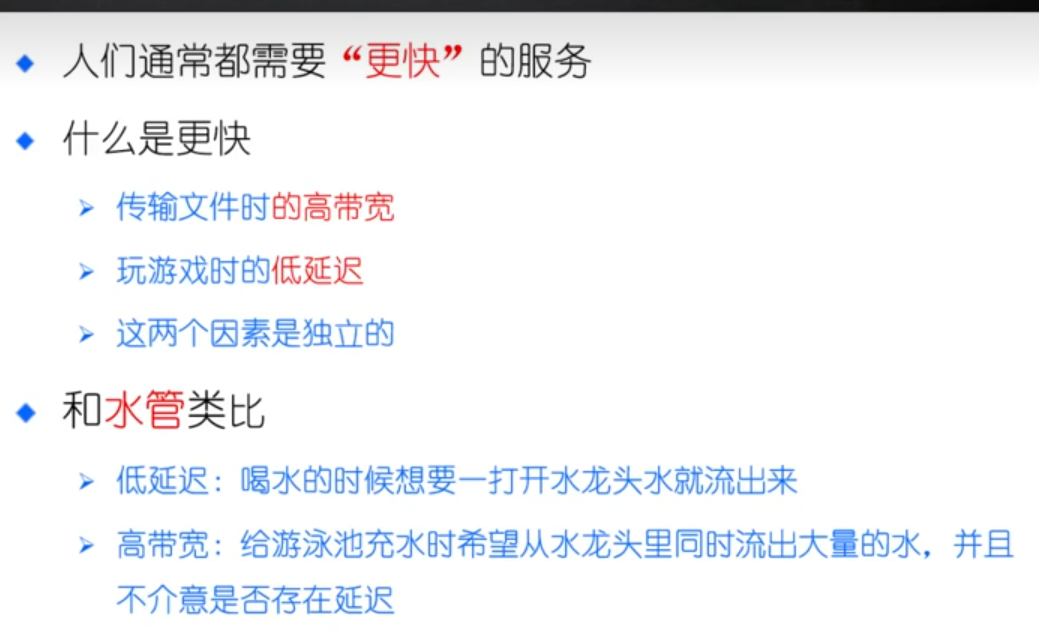 人们通常都需要“更快”的服务
什么是更快
传输文件时的高带宽
玩游戏时的低延迟
这两个因素是独立的
和水管类比
低延迟：喝水的时候想要一打开水龙头水就流出来
高带宽：给游泳池充水时希望从水龙头里同时流出大量的水，并且
不介意是否存在延迟